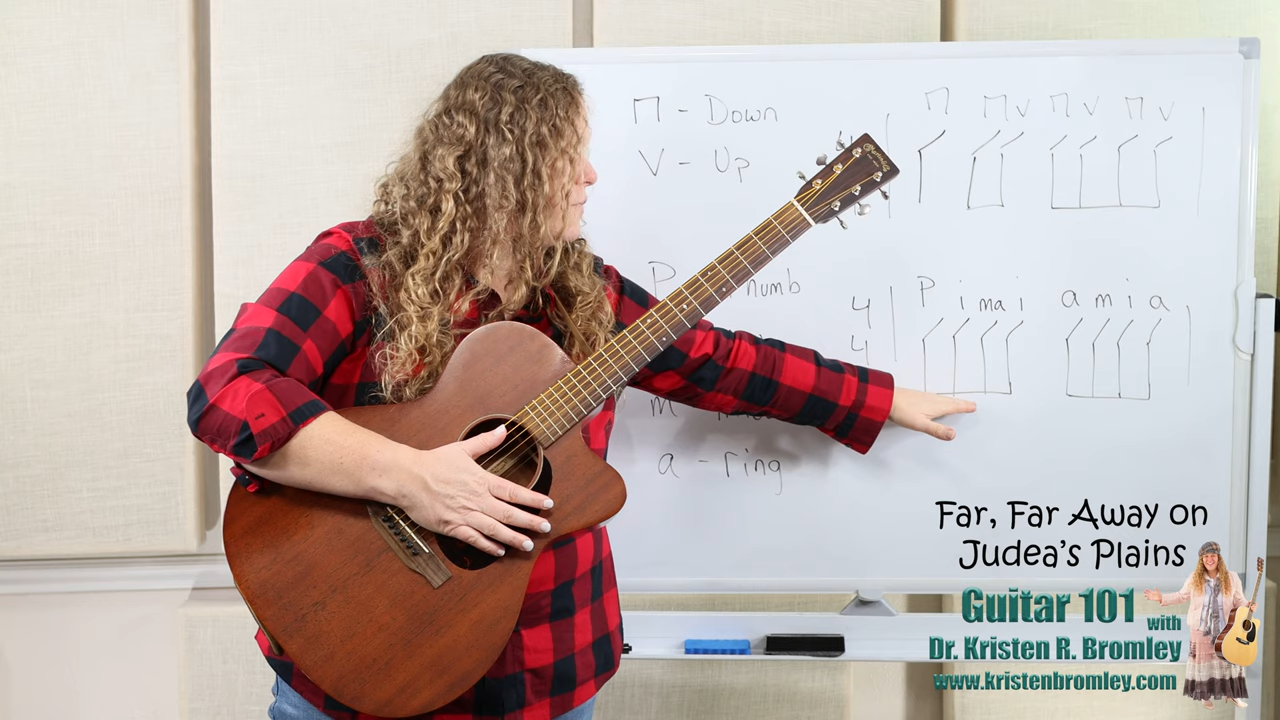 ⊓ - Down
V - Up
⊓ ⊓ V ⊓ V ⊓ V
P
4 P i m a i a m i a
4
m
a - ring
Far, Far Away on
Judea's Plains
Guitar 101
with
Dr. Kristen R. Bromley
www.kristenbromley.com